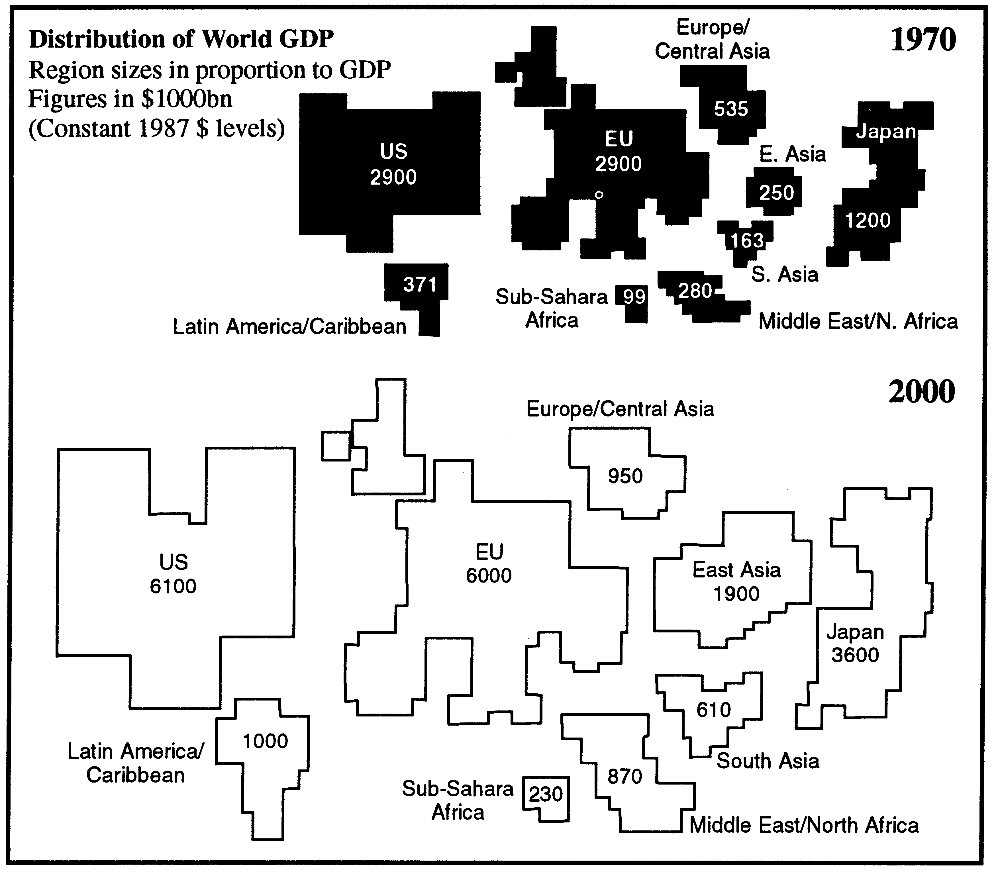 Distribution of World GDP
Region sizes in proportion to GDP
Figures in $1000bn
(Constant 1987 $ levels)
1970
US
2900
EU
2900
Europe/
Central Asia
535
E. Asia
250
Japan
1200
163
S. Asia
371
Latin America/Caribbean
Sub-Sahara
Africa
99
280
Middle East/N. Africa
2000
Europe/Central Asia
950
US
6100
EU
6000
East Asia
1900
Japan
3600
610
South Asia
1000
Latin America/
Caribbean
Sub-Sahara
Africa
230
870
Middle East/North Africa